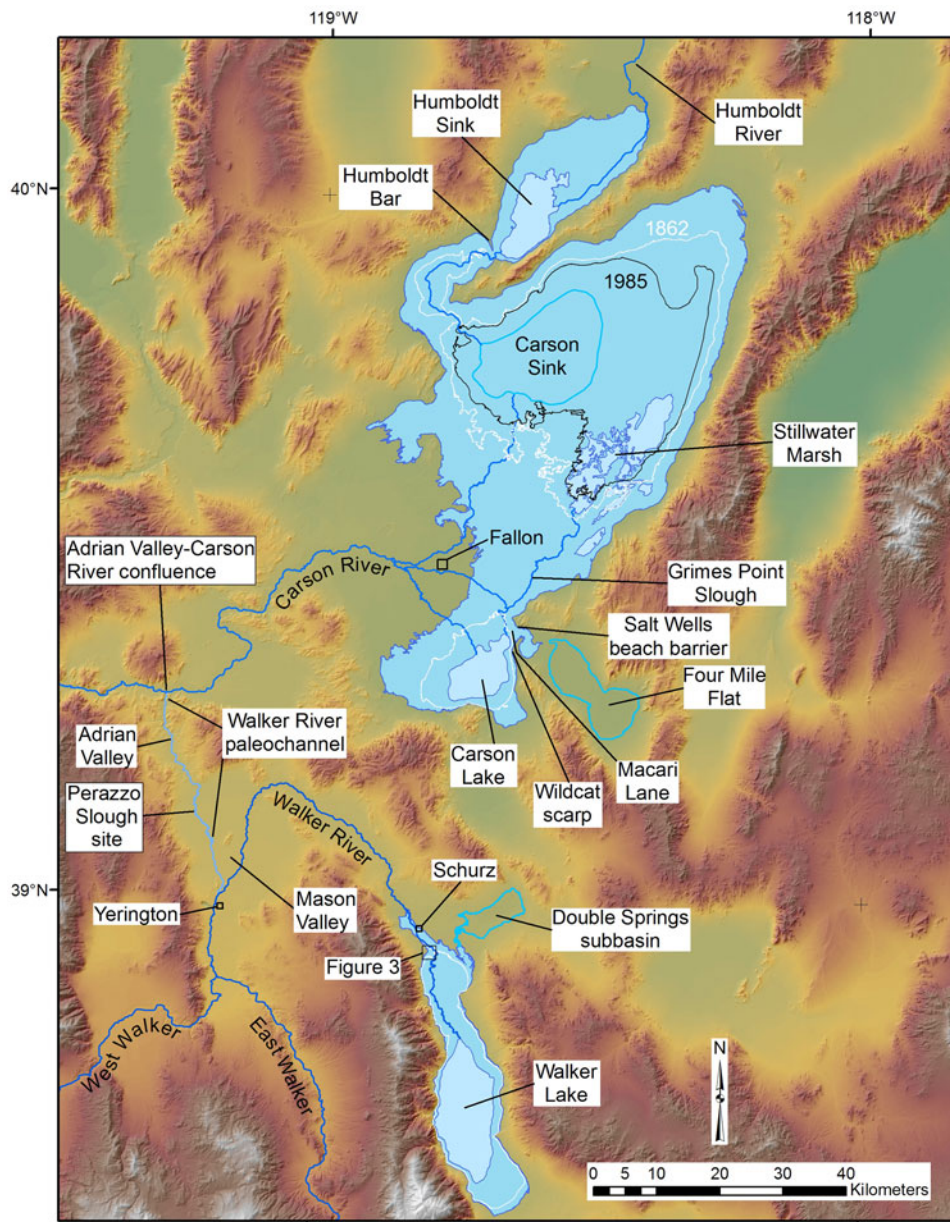 119°W
118°W
Humboldt
Sink
Humboldt
River
40°N
Humboldt
Bar
1862
1985
Carson
Sink
Stillwater
Marsh
Fallon
Adrian Valley-Carson
River confluence
Carson River
Grimes Point
Slough
Salt Wells
beach barrier
Four Mile
Flat
Walker River
paleochannel
Adrian
Valley
Carson
Lake
Wildcat
scarp
Macari
Lane
Perazzo
Slough
site
Walker River
39°N
Schurz
Yerington
Mason
Valley
Double Springs
subbasin
Figure 3
West Walker
East Walker
N
Walker
Lake
0 5 10 20 30 40
Kilometers